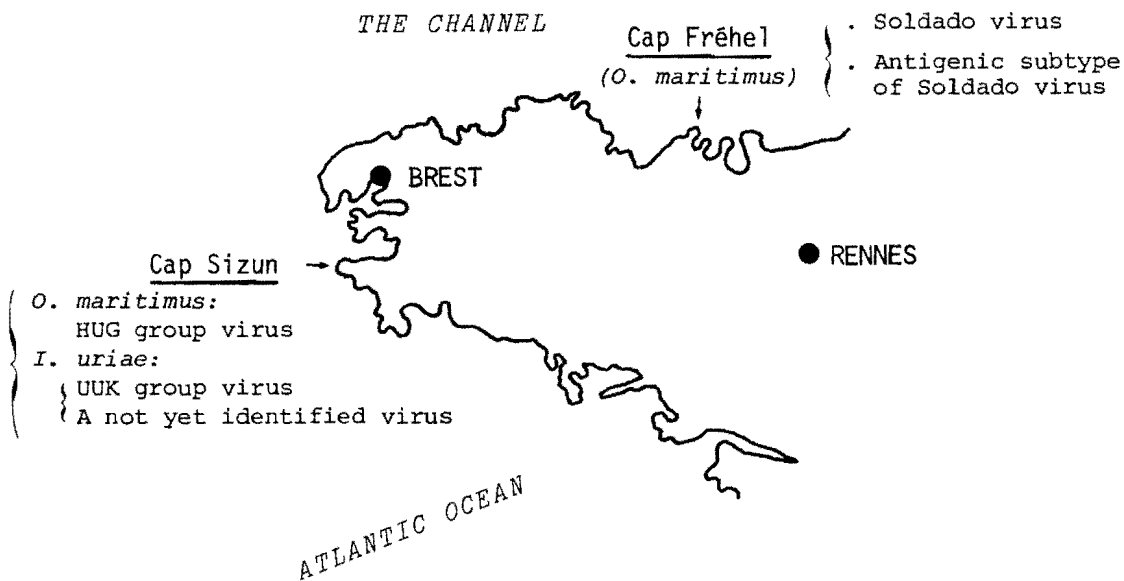 THE CHANNEL
Cap Fréhel
(O. maritimus)
. Soldado virus
. Antigenic subtype
of Soldado virus
BREST
RENNES
Cap Sizun
O. maritimus:
HUG group virus
I. uriae:
UUK group virus
A not yet identified virus
ATLANTIC OCEAN